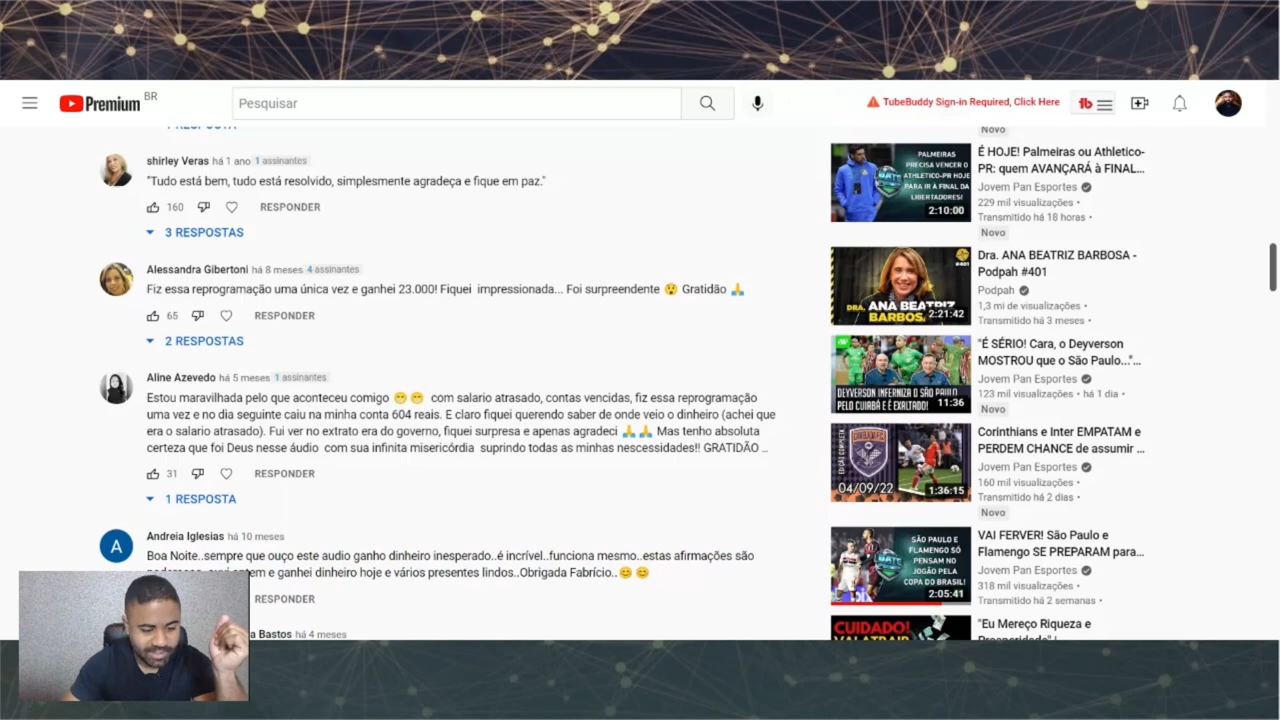 Premium BR
Pesquisar
TubeBuddy Sign-in Required, Click Here
tb
1 RESPOSTA
shirley Veras há 1 ano 1 assinantes
"Tudo está bem, tudo está resolvido, simplesmente agradeça e fique em paz."
160 RESPONDER
3 RESPOSTAS
Alessandra Gibertoni há 8 meses 4 assinantes
Fiz essa reprogramação uma única vez e ganhei 23.000! Fiquei impressionada... Foi surpreendente 😲 Gratidão 🙏
65 RESPONDER
2 RESPOSTAS
Aline Azevedo há 5 meses 1 assinantes
Estou maravilhada pelo que aconteceu comigo 😁😁 com salario atrasado, contas vencidas, fiz essa reprogramação
uma vez e no dia seguinte caiu na minha conta 604 reais. E claro fiquei querendo saber de onde veio o dinheiro (achei que
era o salario atrasado). Fui ver no extrato era do governo, fiquei surpresa e apenas agradeci 🙏🙏 Mas tenho absoluta
certeza que foi Deus nesse áudio com sua infinita misericórdia suprindo todas as minhas nescessidades!! GRATIDÃO ...
31 RESPONDER
1 RESPOSTA
A
Andreia Iglesias há 10 meses
Boa Noite..sempre que ouço este audio ganho dinheiro inesperado..é incrível..funciona mesmo..estas afirmações são
e ganhei dinheiro hoje e vários presentes lindos..Obrigada Fabrício..😊😊
RESPONDER
a Bastos há 4 meses
Novo
PALMEIRAS
PRECISA VENCER O
ATHLETICO-PR HOJE
PARA IR À FINAL DA
LIBERTADORES!
2:10:00
É HOJE! Palmeiras ou Athletico-
PR: quem AVANÇARÁ à FINAL...
Jovem Pan Esportes
229 mil visualizações •
Transmitido há 18 horas •
Novo
#401
DRA. ANA BEATRIZ
BARBOSA
2:21:42
Dra. ANA BEATRIZ BARBOSA -
Podpah #401
Podpah
1,3 mi de visualizações •
Transmitido há 3 meses •
DEYVERSON INFERNIZA O SÃO PAULO
PELO CUIABÁ E É EXALTADO!
11:36
"É SÉRIO! Cara, o Deyverson
MOSTROU que o São Paulo..."...
Jovem Pan Esportes
123 mil visualizações • há 1 dia •
Novo
04/09/22
1:36:15
Corinthians e Inter EMPATAM e
PERDEM CHANCE de assumir ...
Jovem Pan Esportes
160 mil visualizações •
Transmitido há 2 dias •
Novo
SÃO PAULO E
FLAMENGO SÓ
PENSAM NO
JOGÃO PELA
COPA DO BRASIL!
2:05:41
VAI FERVER! São Paulo e
Flamengo SE PREPARAM para...
Jovem Pan Esportes
318 mil visualizações •
Transmitido há 2 semanas •
CUIDADO!
"Eu Mereço Riqueza e
Prosperidade" |